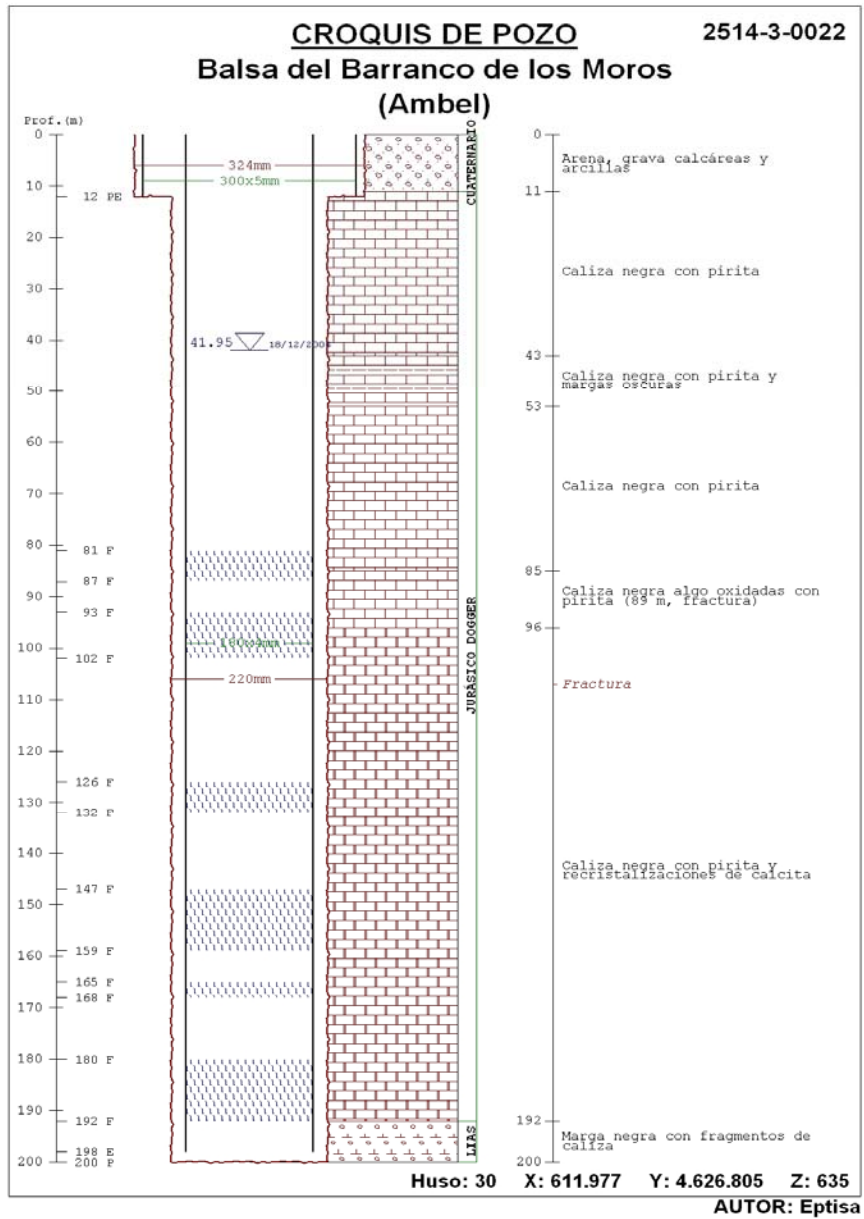 CROQUIS DE POZO
2514-3-0022
Balsa del Barranco de los Moros
(Ambel)
Prof.(m)
0
10
12 PE
20
30
40
50
60
70
80
81 F
87 F
90
93 F
100
102 F
110
120
126 F
130
132 F
140
147 F
150
159 F
160
165 F
168 F
170
180
180 F
190
192 F
198 E
200
200 P
324mm
300x5mm
41.95
18/12/2004
180x4mm
220mm
CUATERNARIO
JURÁSICO DOGGER
LIAS
0
Arena, grava calcáreas y
arcillas
11
Caliza negra con pirita
43
Caliza negra con pirita y
margas oscuras
53
Caliza negra con pirita
85
Caliza negra algo oxidadas con
pirita (89 m, fractura)
96
Fractura
Caliza negra con pirita y
recristalizaciones de calcita
192
Marga negra con fragmentos de
caliza
200
Huso: 30 X: 611.977 Y: 4.626.805 Z: 635
AUTOR: Eptisa